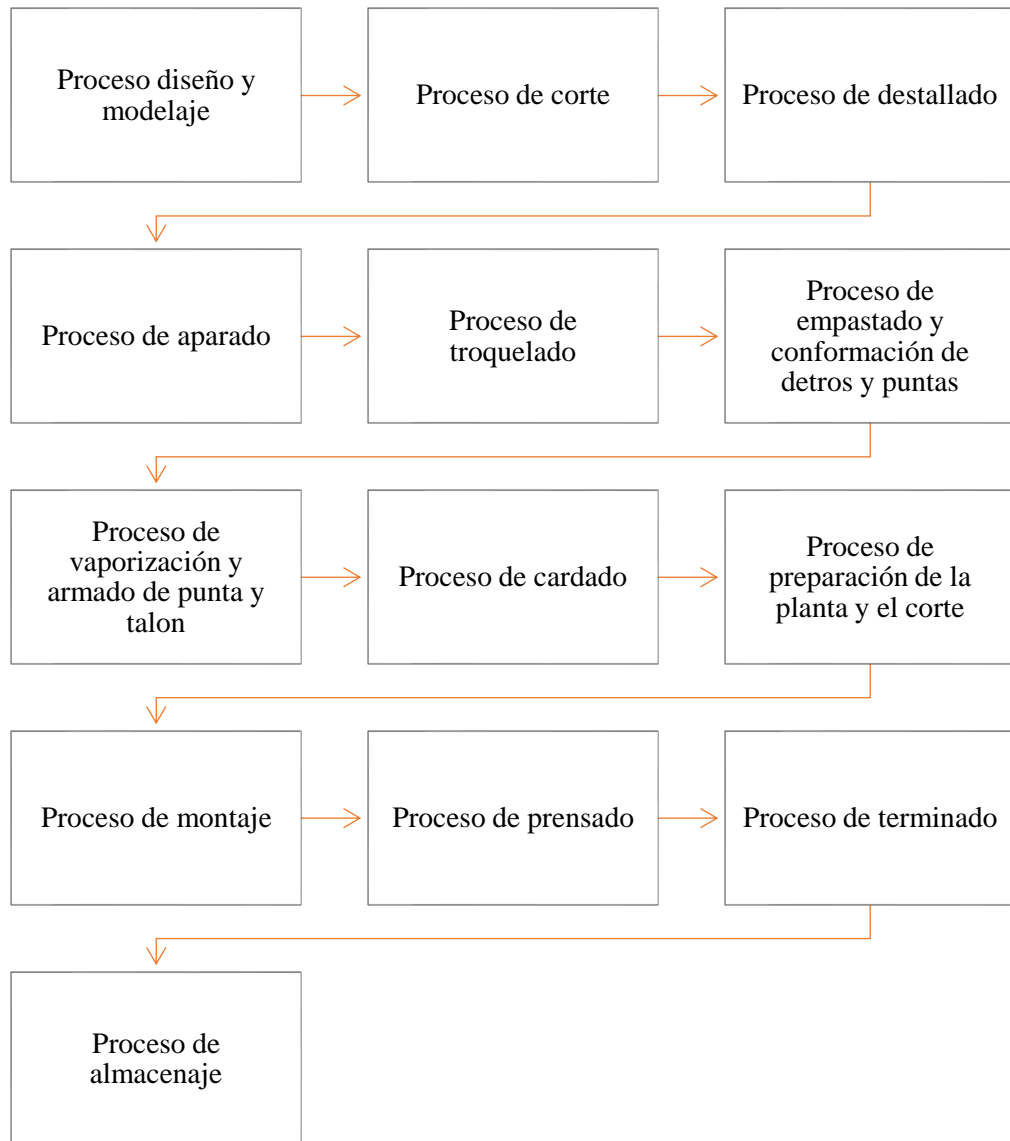 Proceso diseño y
modelaje
Proceso de corte
Proceso de destallado
Proceso de aparado
Proceso de
troquelado
Proceso de
empastado y
conformación de
detros y puntas
Proceso de
vaporización y
armado de punta y
talon
Proceso de cardado
Proceso de
preparación de la
planta y el corte
Proceso de montaje
Proceso de prensado
Proceso de terminado
Proceso de
almacenaje